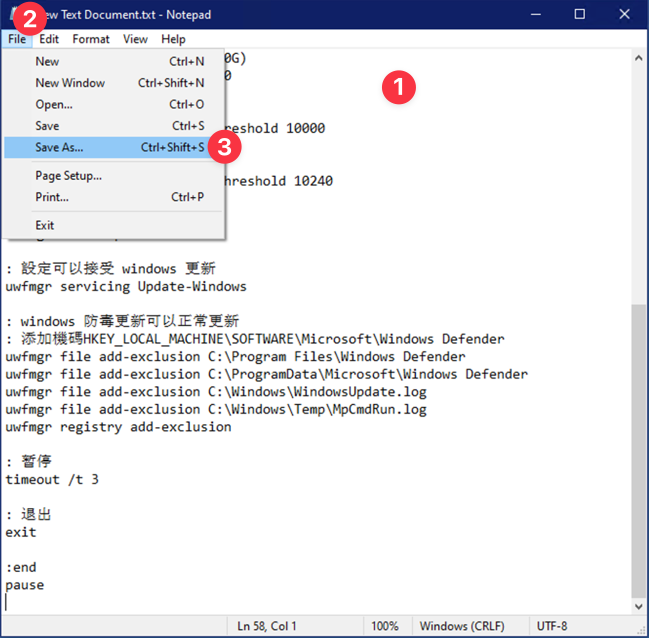 2
New Text Document.txt - Notepad
File Edit Format View Help
New Ctrl+N
New Window Ctrl+Shift+N
Open... Ctrl+O
Save Ctrl+S
Save As... Ctrl+Shift+S
3
Page Setup...
Print... Ctrl+P
Exit
1
0G)
0
reshold 10000
hreshold 10240
: 設定可以接受 windows 更新
uwfmgr servicing Update-Windows
: windows 防毒更新可以正常更新
: 添加機碼HKEY_LOCAL_MACHINE\SOFTWARE\Microsoft\Windows Defender
uwfmgr file add-exclusion C:\Program Files\Windows Defender
uwfmgr file add-exclusion C:\ProgramData\Microsoft\Windows Defender
uwfmgr file add-exclusion C:\Windows\WindowsUpdate.log
uwfmgr file add-exclusion C:\Windows\Temp\MpCmdRun.log
uwfmgr registry add-exclusion
: 暫停
timeout /t 3
: 退出
exit
:end
pause
Ln 58, Col 1 100% Windows (CRLF) UTF-8